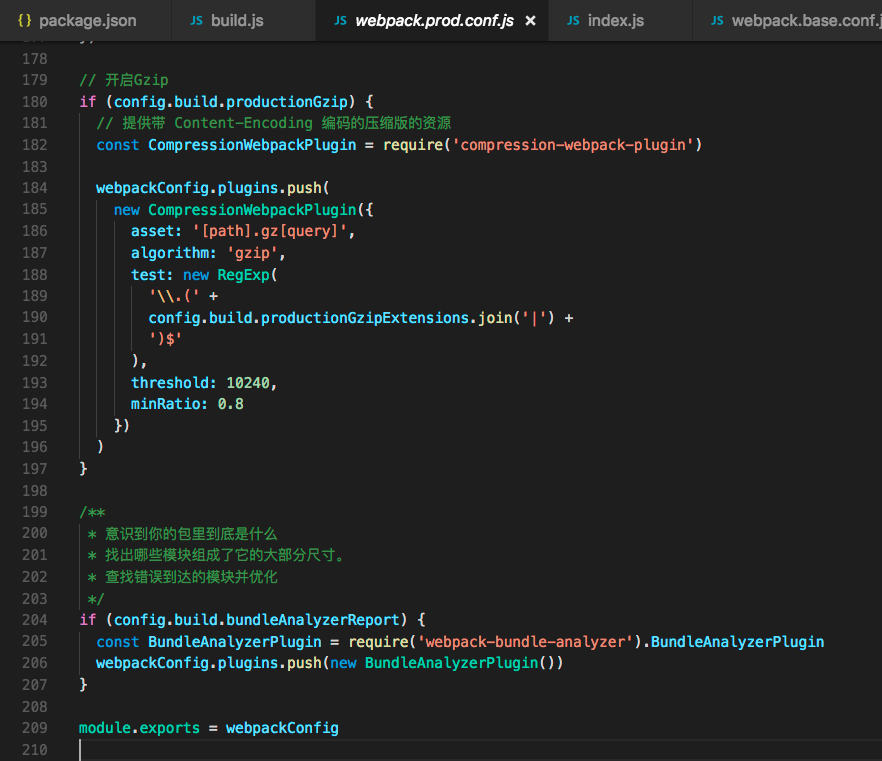 {} package.json JS build.js JS webpack.prod.conf.js × JS index.js JS webpack.base.conf.j
178
179 // 开启Gzip
180 if (config.build.productionGzip) {
181 // 提供带 Content-Encoding 编码的压缩版的资源
182 const CompressionWebpackPlugin = require('compression-webpack-plugin')
183
184 webpackConfig.plugins.push(
185 new CompressionWebpackPlugin({
186 asset: '[path].gz[query]',
187 algorithm: 'gzip',
188 test: new RegExp(
189 '\\.(' +
190 config.build.productionGzipExtensions.join('|') +
191 ')$'
192 ),
193 threshold: 10240,
194 minRatio: 0.8
195 })
196 )
197 }
198
199 /**
200 * 意识到你的包里到底是什么
201 * 找出哪些模块组成了它的大部分尺寸。
202 * 查找错误到达的模块并优化
203 */
204 if (config.build.bundleAnalyzerReport) {
205 const BundleAnalyzerPlugin = require('webpack-bundle-analyzer').BundleAnalyzerPlugin
206 webpackConfig.plugins.push(new BundleAnalyzerPlugin())
207 }
208
209 module.exports = webpackConfig
210